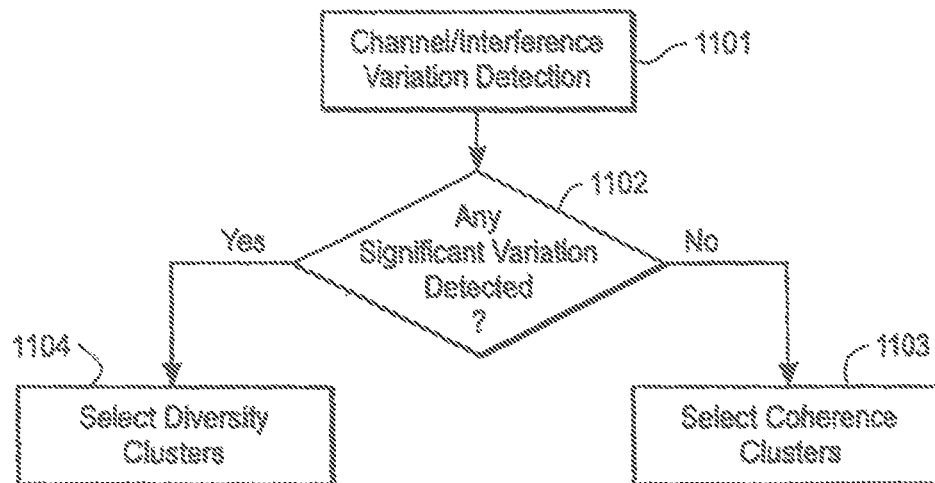 Channel/Interference
Variation Detection
1101
1102
Any
Significant Variation
Detected
?
Yes
No
1104
1103
Select Diversity
Clusters
Select Coherence
Clusters